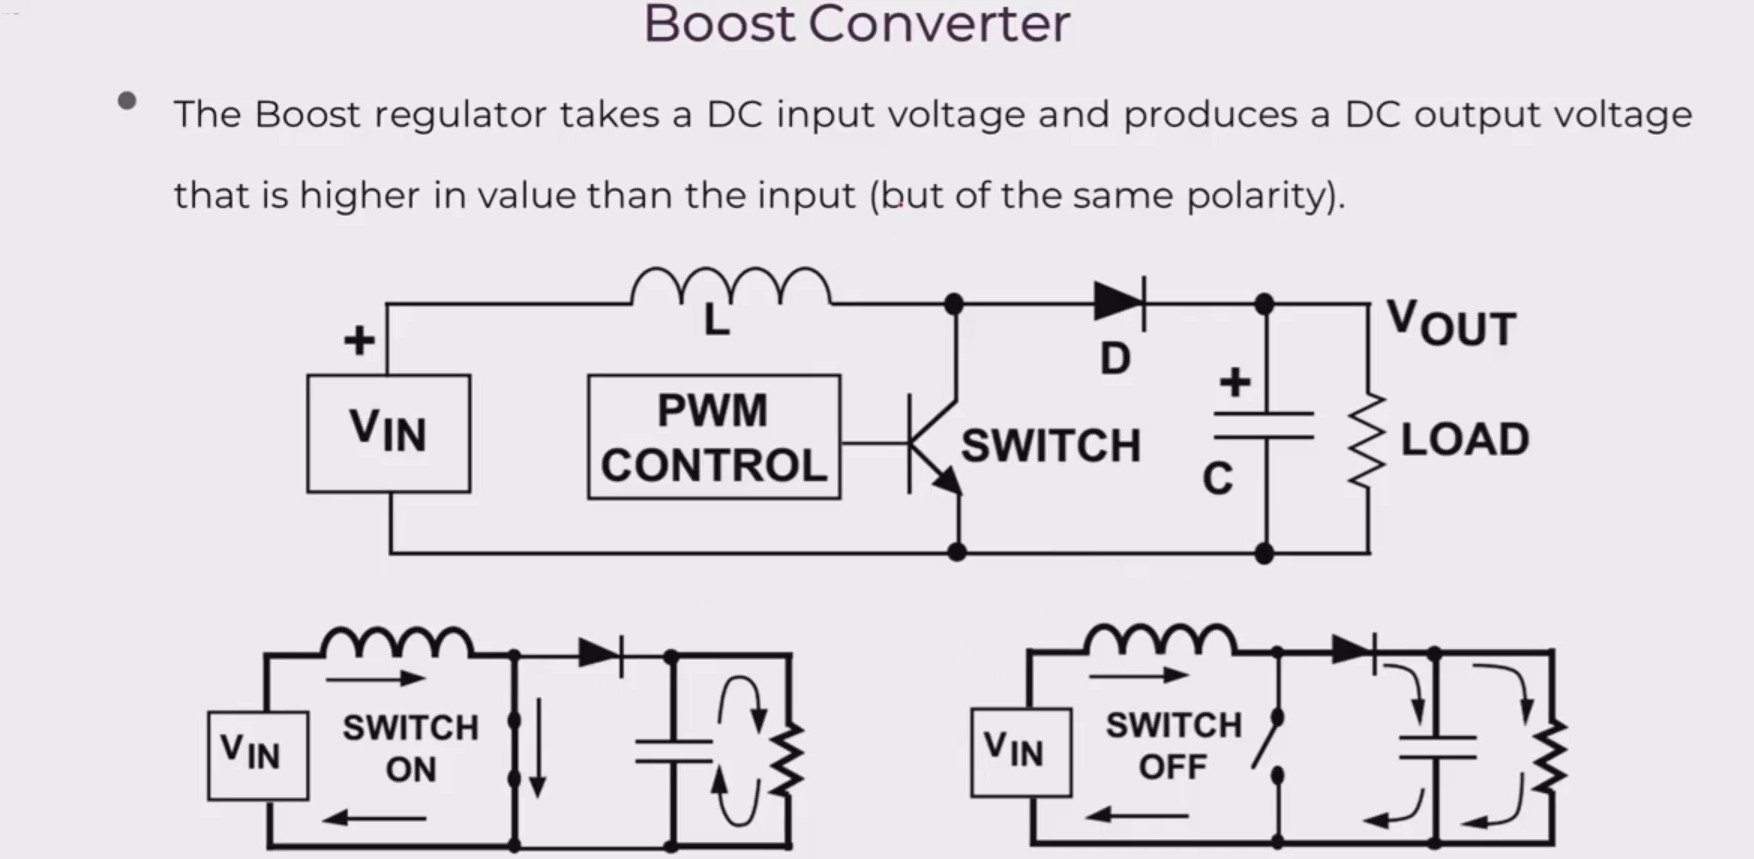 Boost Converter
The Boost regulator takes a DC input voltage and produces a DC output voltage
that is higher in value than the input (but of the same polarity).
L
+
VIN
PWM
CONTROL
SWITCH
D
+
C
VOUT
LOAD
VIN
SWITCH
ON
VIN
SWITCH
OFF